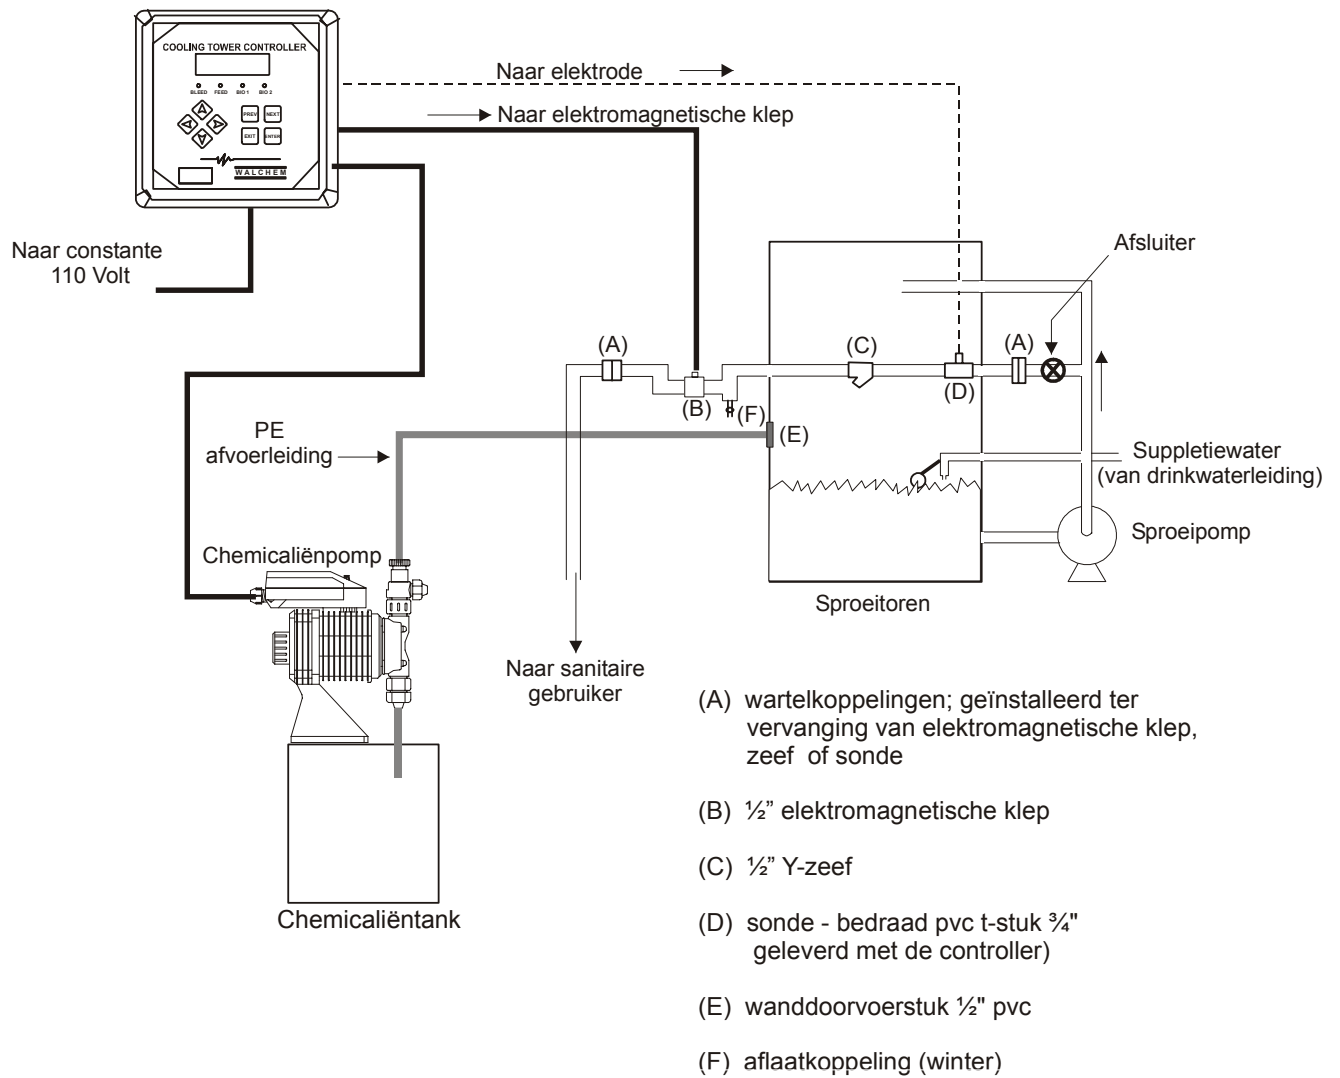 COOLING TOWER CONTROLLER
BLEED FEED BIO 1 BIO 2
PREV NEXT
EXIT ENTER
WALCHEM
Naar elektrode
Naar elektromagnetische klep
Naar constante
110 Volt
Afsluiter
(A)
(C)
(A)
(B)
(F)
(D)
(E)
PE
afvoerleiding
Suppletiewater
(van drinkwaterleiding)
Sproeipomp
Chemicaliënpomp
Sproeitoren
Naar sanitaire
gebruiker
Chemicaliëntank
(A) wartelkoppelingen; geïnstalleerd ter
vervanging van elektromagnetische klep,
zeef of sonde
(B) ½” elektromagnetische klep
(C) ½” Y-zeef
(D) sonde - bedraad pvc t-stuk ¾"
geleverd met de controller)
(E) wanddoorvoerstuk ½" pvc
(F) aflaatkoppeling (winter)